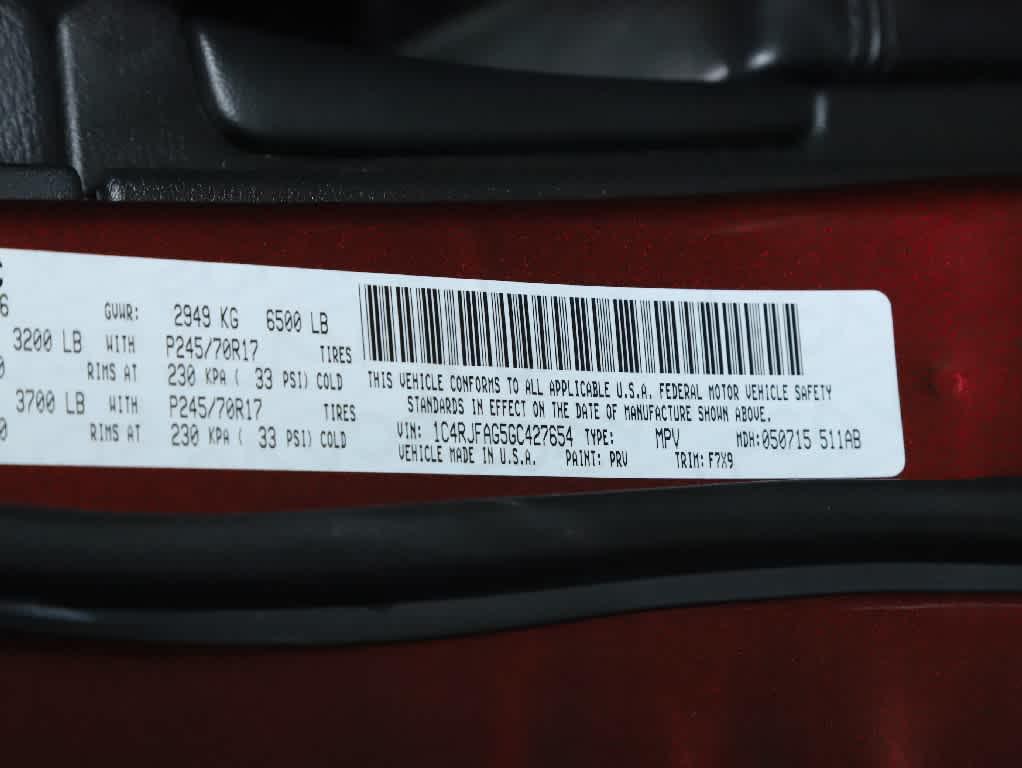 6 GVWR: 2949 KG 6500 LB
3200 LB WITH P245/70R17 TIRES
0 RIMS AT 230 KPA ( 33 PSI) COLD
3700 LB WITH P245/70R17 TIRES
0 RIMS AT 230 KPA ( 33 PSI) COLD
THIS VEHICLE CONFORMS TO ALL APPLICABLE U.S.A. FEDERAL MOTOR VEHICLE SAFETY
STANDARDS IN EFFECT ON THE DATE OF MANUFACTURE SHOWN ABOVE.
VIN: 1C4RJFAG5GC427654 TYPE: MPV MDH:050715 511AB
VEHICLE MADE IN U.S.A. PAINT: PRV TRIM: F7X9